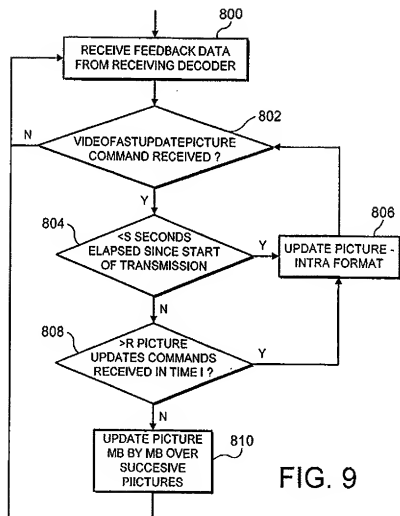 800
RECEIVE FEEDBACK DATA
FROM RECEIVING DECODER
802
N
VIDEOFASTUPDATEPICTURE
COMMAND RECEIVED ?
Y
804
<S SECONDS
ELAPSED SINCE START
OF TRANSMISSION
Y
806
UPDATE PICTURE -
INTRA FORMAT
N
808
>R PICTURE
UPDATES COMMANDS
RECEIVED IN TIME I ?
Y
N
UPDATE PICTURE
MB BY MB OVER
SUCCESIVE
PIICTURES
810
FIG. 9